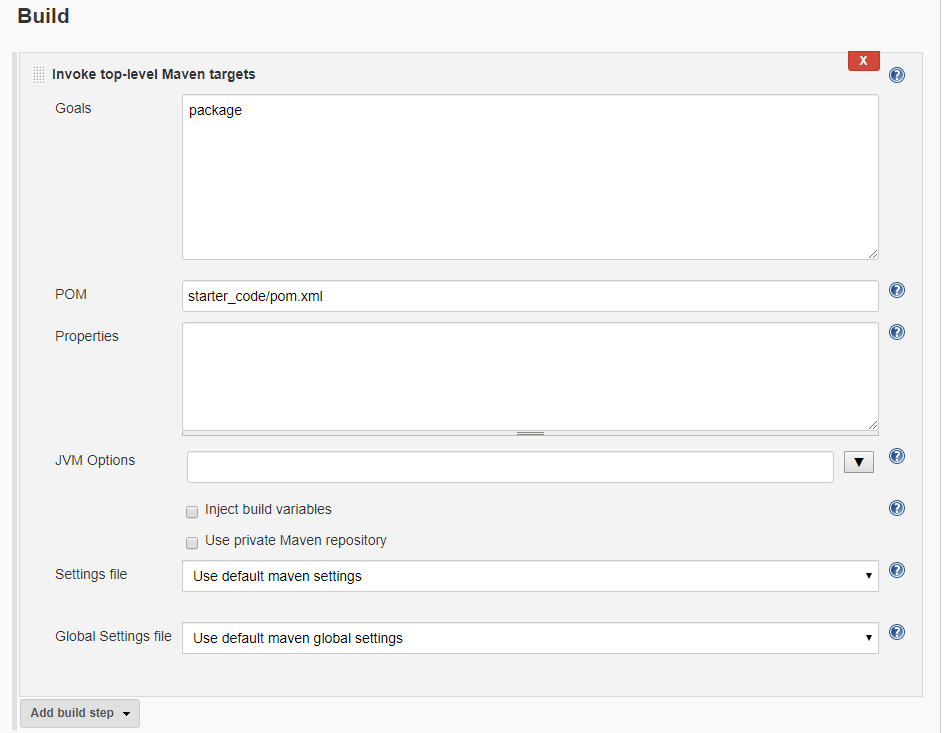 Build
Invoke top-level Maven targets
X
Goals
package
POM
starter_code/pom.xml
Properties
JVM Options
Inject build variables
Use private Maven repository
Settings file
Use default maven settings
Global Settings file
Use default maven global settings
Add build step